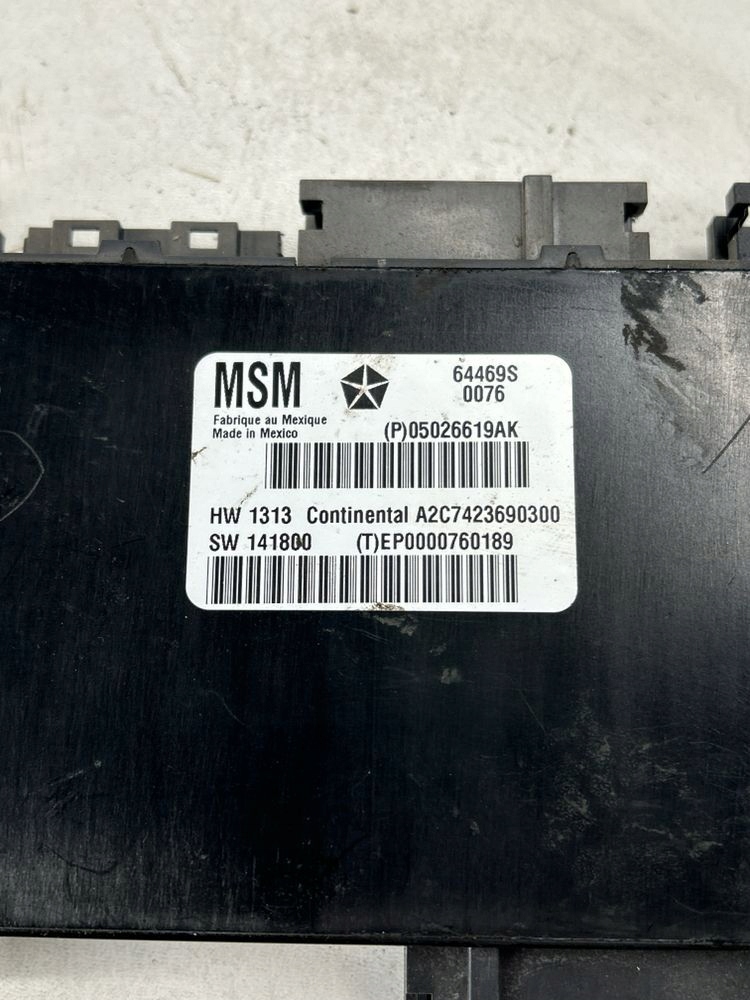 MSM
64469S
0076
Fabrique au Mexique
Made in Mexico
(P)05026619AK
HW 1313 Continental A2C7423690300
SW 141800 (T)EP0000760189